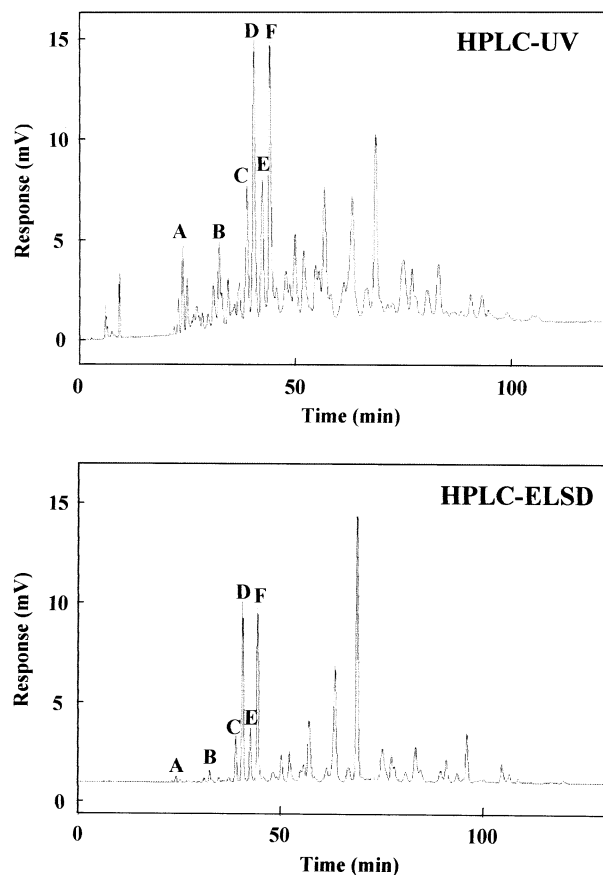 HPLC-UV
D F
15
10
C
E
5
A
B
0
Response (mV)
0 50 100
Time (min)
HPLC-ELSD
15
D F
10
5
C
E
A
B
0
Response (mV)
0 50 100
Time (min)